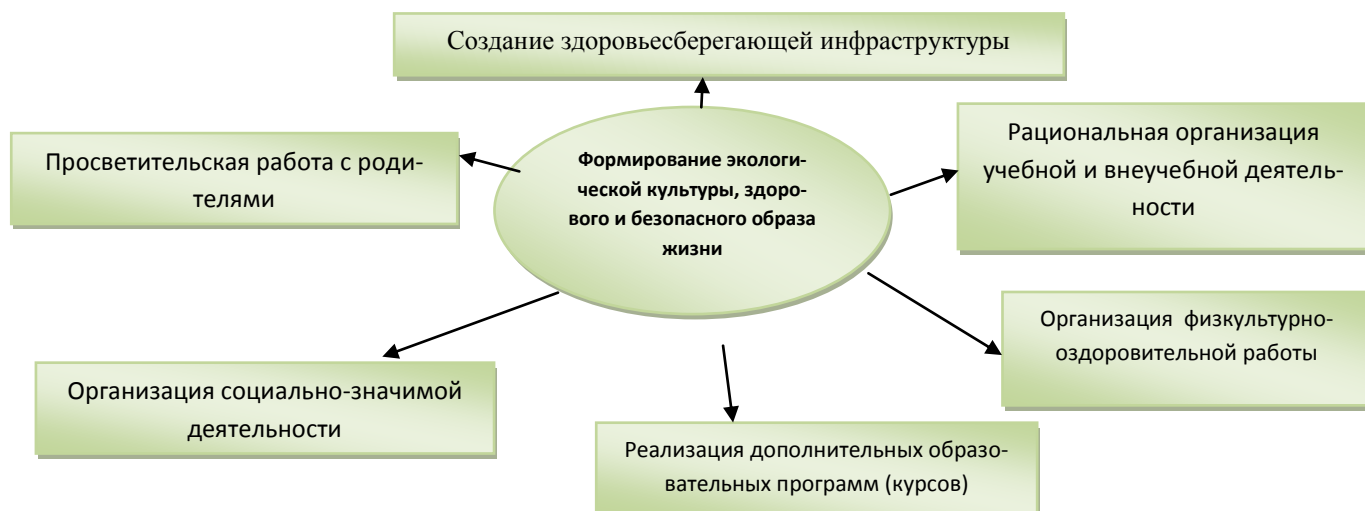 Создание здоровьесберегающей инфраструктуры
Просветительская работа с роди-
телями
Формирование экологи-
ческой культуры, здоро-
вого и безопасного образа
жизни
Рациональная организация
учебной и внеучебной деятель-
ности
Организация физкультурно-
оздоровительной работы
Организация социально-значимой
деятельности
Реализация дополнительных образо-
вательных программ (курсов)